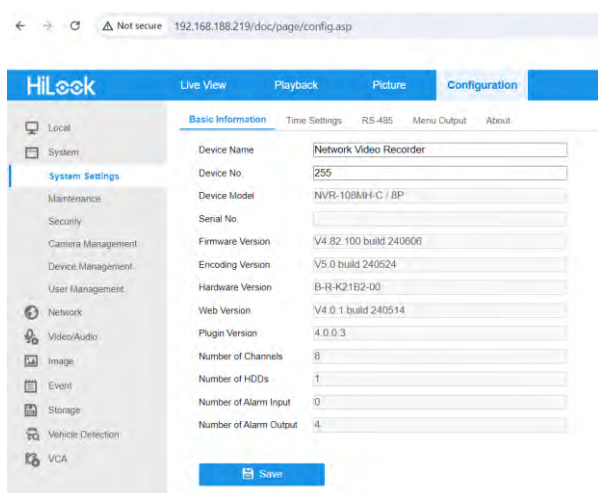 Not secure 192.168.188.219/doc/page/config.asp
HiLook Live View Playback Picture Configuration
Local
System
System Settings
Maintenance
Security
Camera Management
Device Management
User Management
Network
Video/Audio
Image
Event
Storage
Vehicle Detection
VCA
Basic Information Time Settings RS-485 Menu Output About
Device Name Network Video Recorder
Device No. 255
Device Model NVR-108MH-C / 8P
Serial No.
Firmware Version V4.82.100 build 240606
Encoding Version V5.0 build 240524
Hardware Version B-R-K21B2-00
Web Version V4.0.1 build 240514
Plugin Version 4.0.0.3
Number of Channels 8
Number of HDDs 1
Number of Alarm Input 0
Number of Alarm Output 4
Save